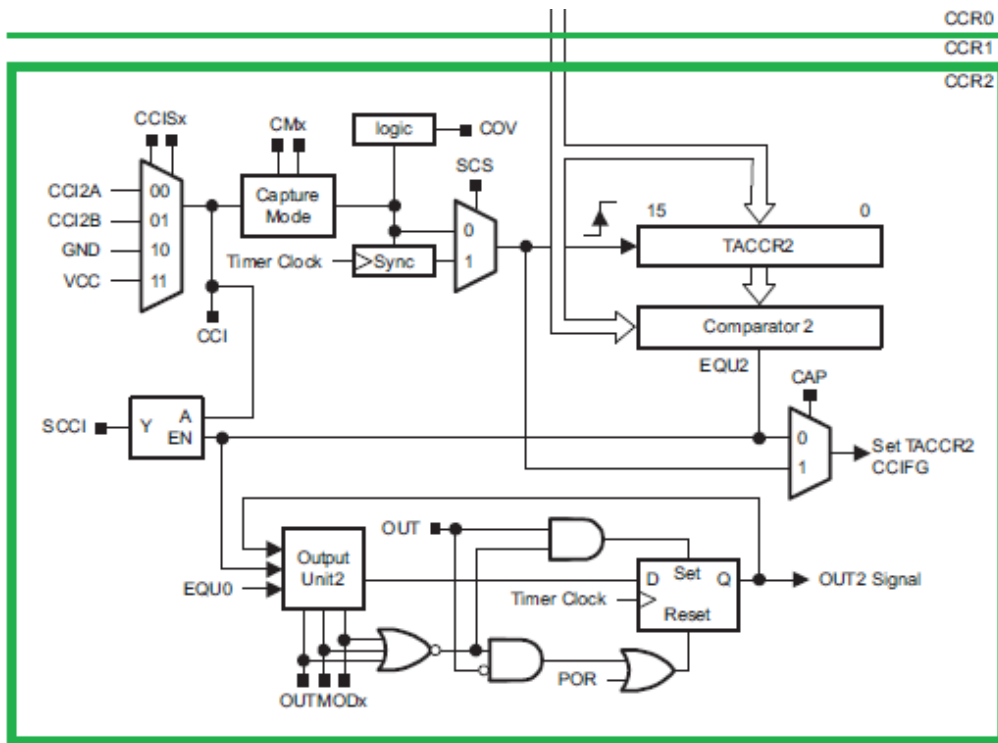 CCR0
CCR1
CCR2
CCISx
CMx
logic
COV
SCS
CCI2A
00
CCI2B
01
GND
10
VCC
11
Capture
Mode
0
1
Timer Clock
Sync
15
0
TACCR2
CCI
Comparator 2
EQU2
CAP
SCCI
Y
A
EN
0
1
Set TACCR2
CCIFG
OUT
Output
Unit2
EQU0
D
Set
Q
OUT2 Signal
Timer Clock
Reset
POR
OUTMODx